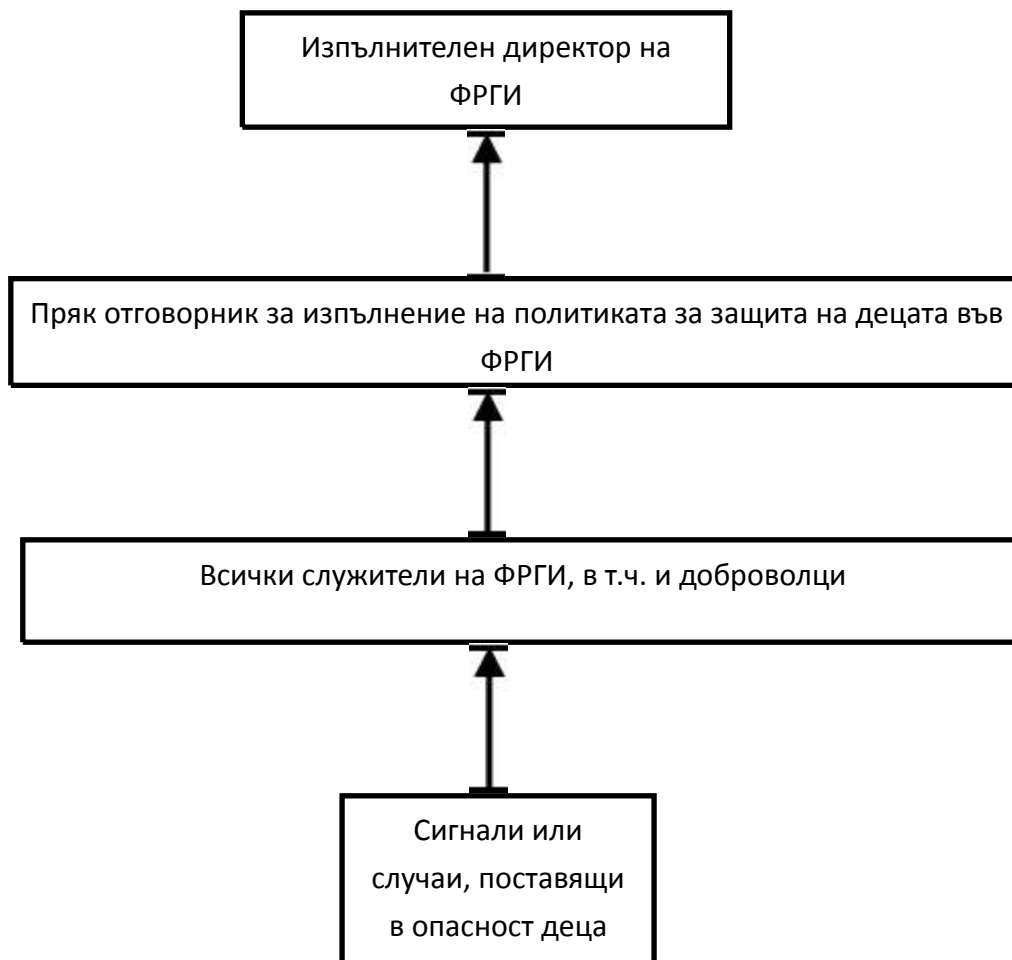 Изпълнителен директор на
ФРГИ
Пряк отговорник за изпълнение на политиката за защита на децата във
ФРГИ
Всички служители на ФРГИ, в т.ч. и доброволци
Сигнали или
случаи, поставящи
в опасност деца